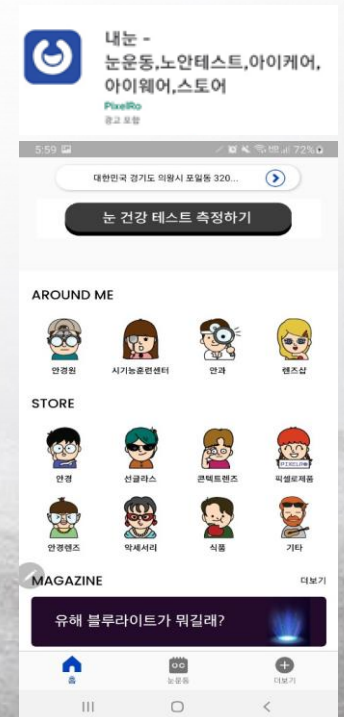 내눈 -
눈운동,노안테스트,아이케어,
아이웨어,스토어
PixelRo
광고 포함
5:59 72%
대한민국 경기도 의왕시 포일동 320...
눈 건강 테스트 측정하기
AROUND ME
안경원 시기능훈련센터 안과 렌즈샵
STORE
PIXELRO
안경 선글라스 콘텍트렌즈 픽셀로제품
안경렌즈 악세서리 식품 기타
MAGAZINE 더보기
유해 블루라이트가 뭐길래?
홈 눈운동 더보기